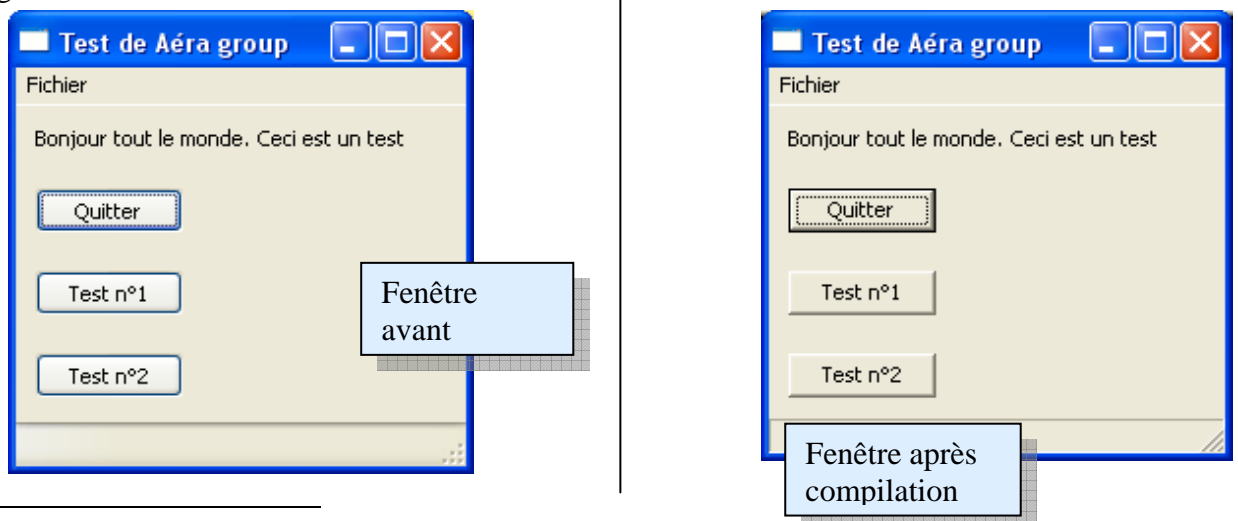 Test de Aéra group
Fichier
Bonjour tout le monde. Ceci est un test
Quitter
Test n°1
Test n°2
Fenêtre
avant
Test de Aéra group
Fichier
Bonjour tout le monde. Ceci est un test
Quitter
Test n°1
Test n°2
Fenêtre après
compilation